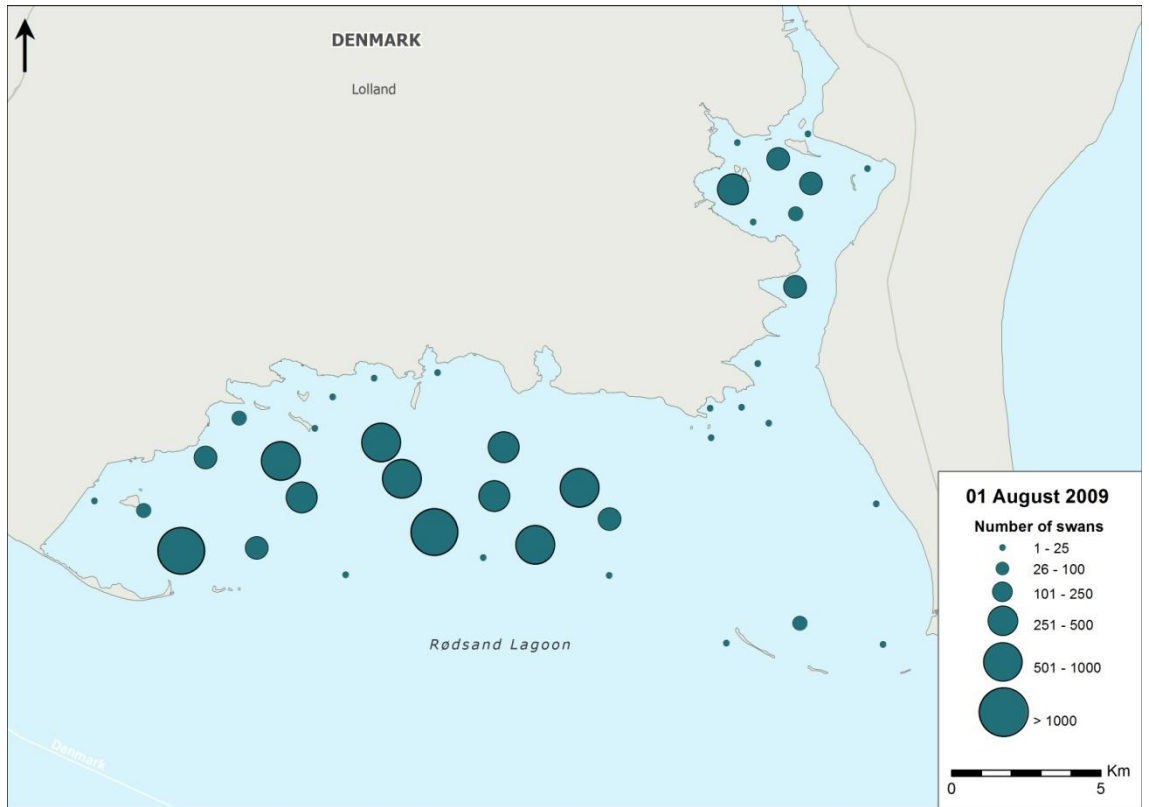 DENMARK
Lolland
Rødsand Lagoon
Denmark
01 August 2009
Number of swans
1 - 25
26 - 100
101 - 250
251 - 500
501 - 1000
> 1000
Km
0 5